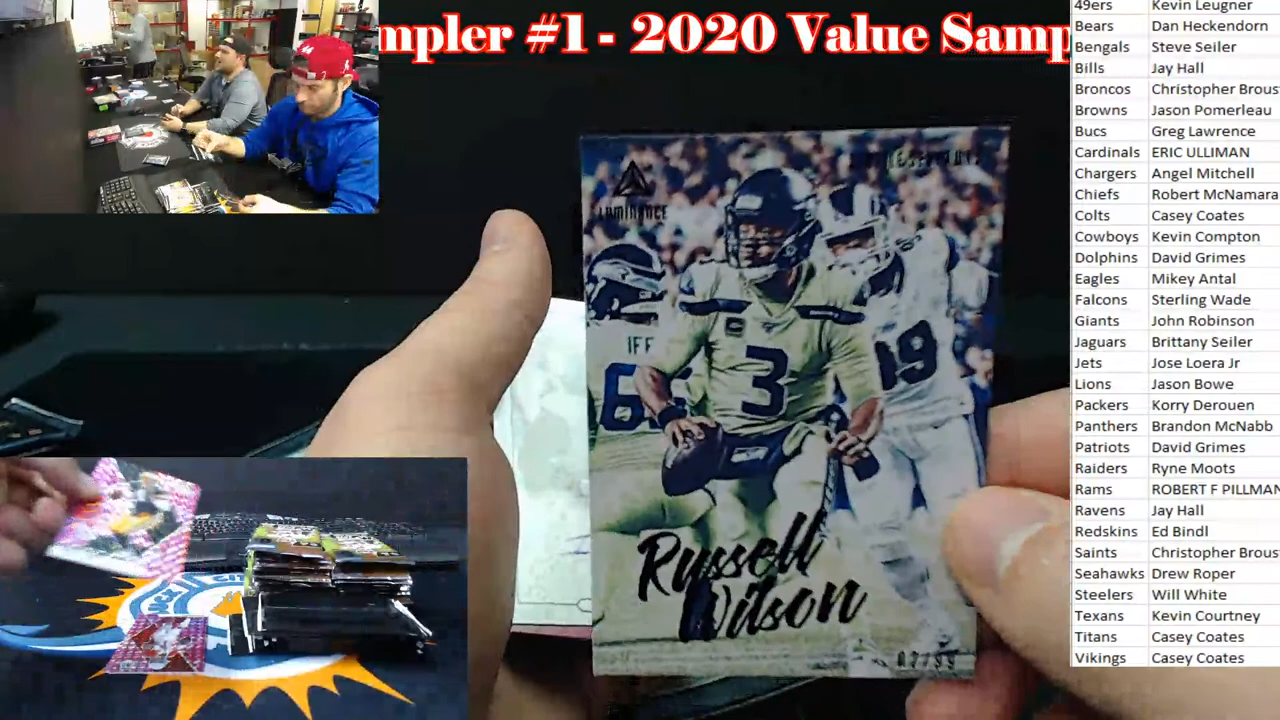 mpler #1 - 2020 Value Samp
49ers Kevin Leugner
Bears Dan Heckendorn
Bengals Steve Seiler
Bills Jay Hall
Broncos Christopher Brous
Browns Jason Pomerleau
Bucs Greg Lawrence
Cardinals ERIC ULLIMAN
Chargers Angel Mitchell
Chiefs Robert McNamara
Colts Casey Coates
Cowboys Kevin Compton
Dolphins David Grimes
Eagles Mikey Antal
Falcons Sterling Wade
Giants John Robinson
Jaguars Brittany Seiler
Jets Jose Loera Jr
Lions Jason Bowe
Packers Korry Derouen
Panthers Brandon McNabb
Patriots David Grimes
Raiders Ryne Moots
Rams ROBERT F PILLMAN
Ravens Jay Hall
Redskins Ed Bindl
Saints Christopher Brous
Seahawks Drew Roper
Steelers Will White
Texans Kevin Courtney
Titans Casey Coates
Vikings Casey Coates
LUMINANCE
IFE
6
3
99
Russell
Wilson